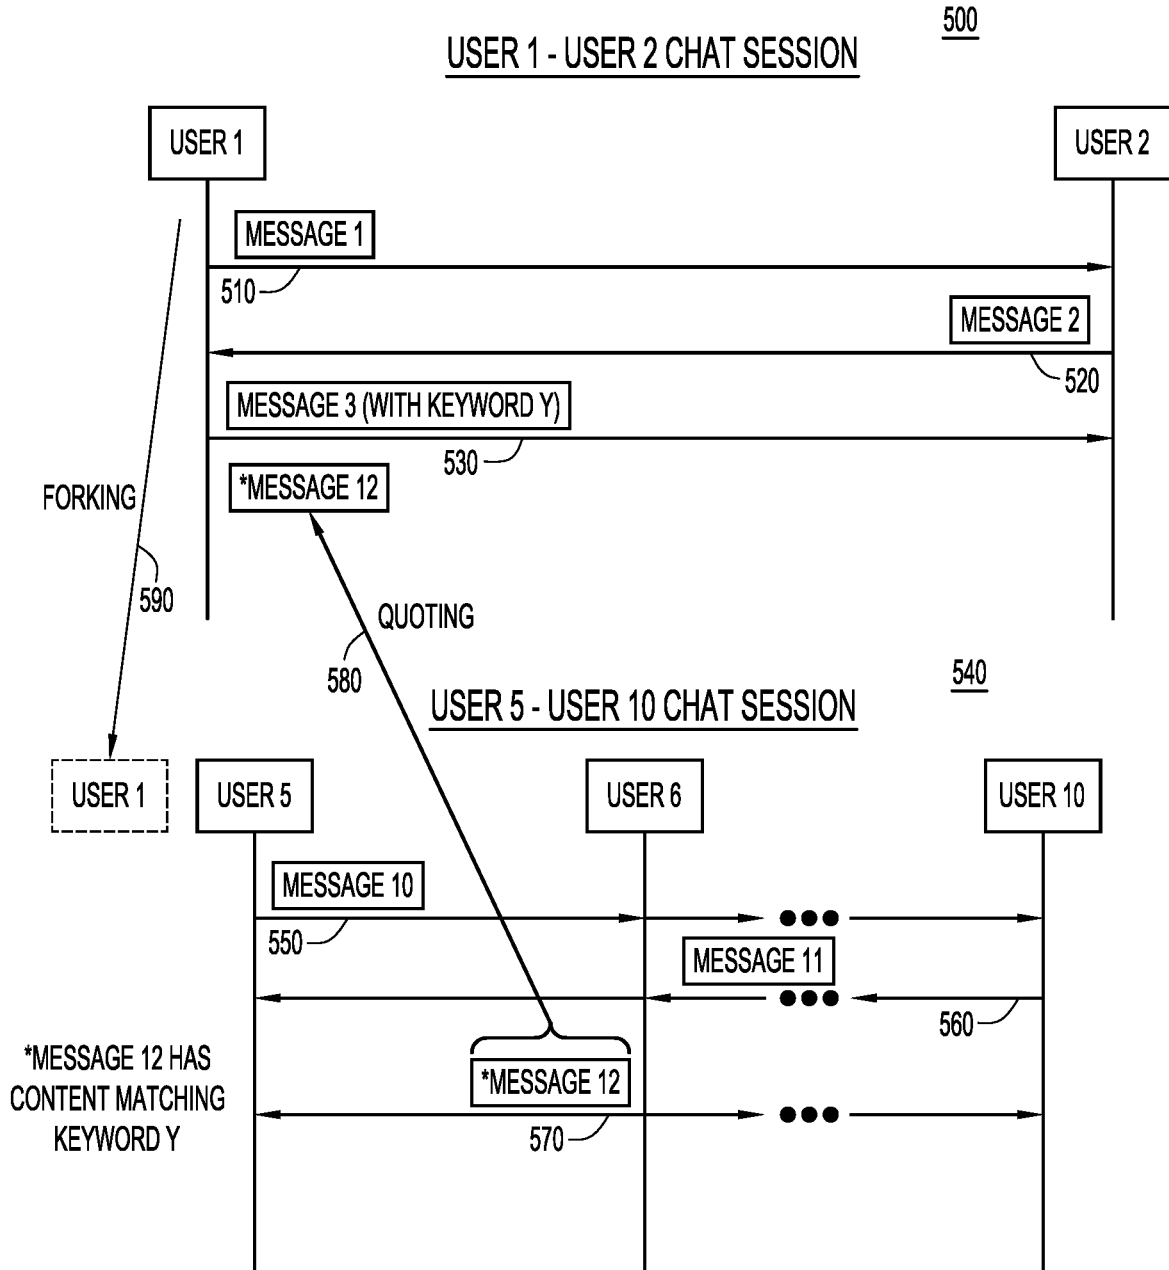 500
USER 1 - USER 2 CHAT SESSION
USER 1
USER 2
MESSAGE 1
510
MESSAGE 2
520
MESSAGE 3 (WITH KEYWORD Y)
530
*MESSAGE 12
FORKING
590
QUOTING
580
540
USER 5 - USER 10 CHAT SESSION
USER 1
USER 5
USER 6
USER 10
MESSAGE 10
550
MESSAGE 11
560
*MESSAGE 12 HAS
CONTENT MATCHING
KEYWORD Y
*MESSAGE 12
570